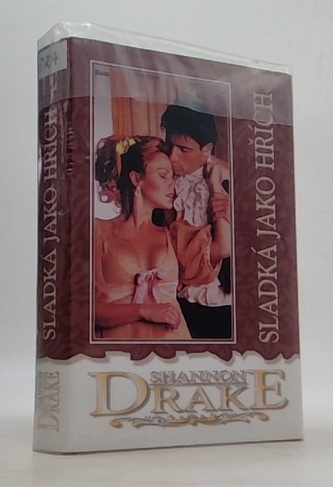 SLADKÁ JAKO HŘÍCH
SHANNON
DRAKE
SLADKÁ JAKO HŘÍCH
DRAKE